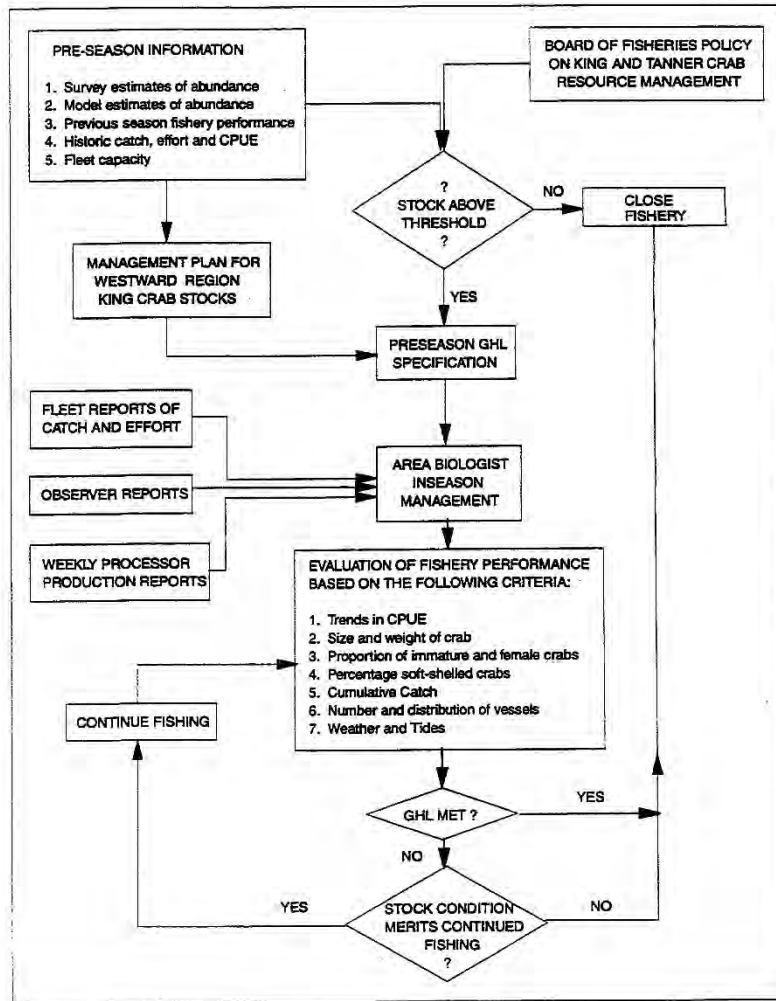 PRE-SEASON INFORMATION
1. Survey estimates of abundance
2. Model estimates of abundance
3. Previous season fishery performance
4. Historic catch, effort and CPUE
5. Fleet capacity
BOARD OF FISHERIES POLICY
ON KING AND TANNER CRAB
RESOURCE MANAGEMENT
?
STOCK ABOVE
THRESHOLD
?
NO
CLOSE
FISHERY
YES
MANAGEMENT PLAN FOR
WESTWARD REGION
KING CRAB STOCKS
PRESEASON GHL
SPECIFICATION
FLEET REPORTS OF
CATCH AND EFFORT
OBSERVER REPORTS
WEEKLY PROCESSOR
PRODUCTION REPORTS
AREA BIOLOGIST
INSEASON
MANAGEMENT
EVALUATION OF FISHERY PERFORMANCE
BASED ON THE FOLLOWING CRITERIA:
1. Trends in CPUE
2. Size and weight of crab
3. Proportion of immature and female crabs
4. Percentage soft-shelled crabs
5. Cumulative Catch
6. Number and distribution of vessels
7. Weather and Tides
CONTINUE FISHING
GHL MET ?
YES
NO
STOCK CONDITION
MERITS CONTINUED
FISHING
?
YES
NO